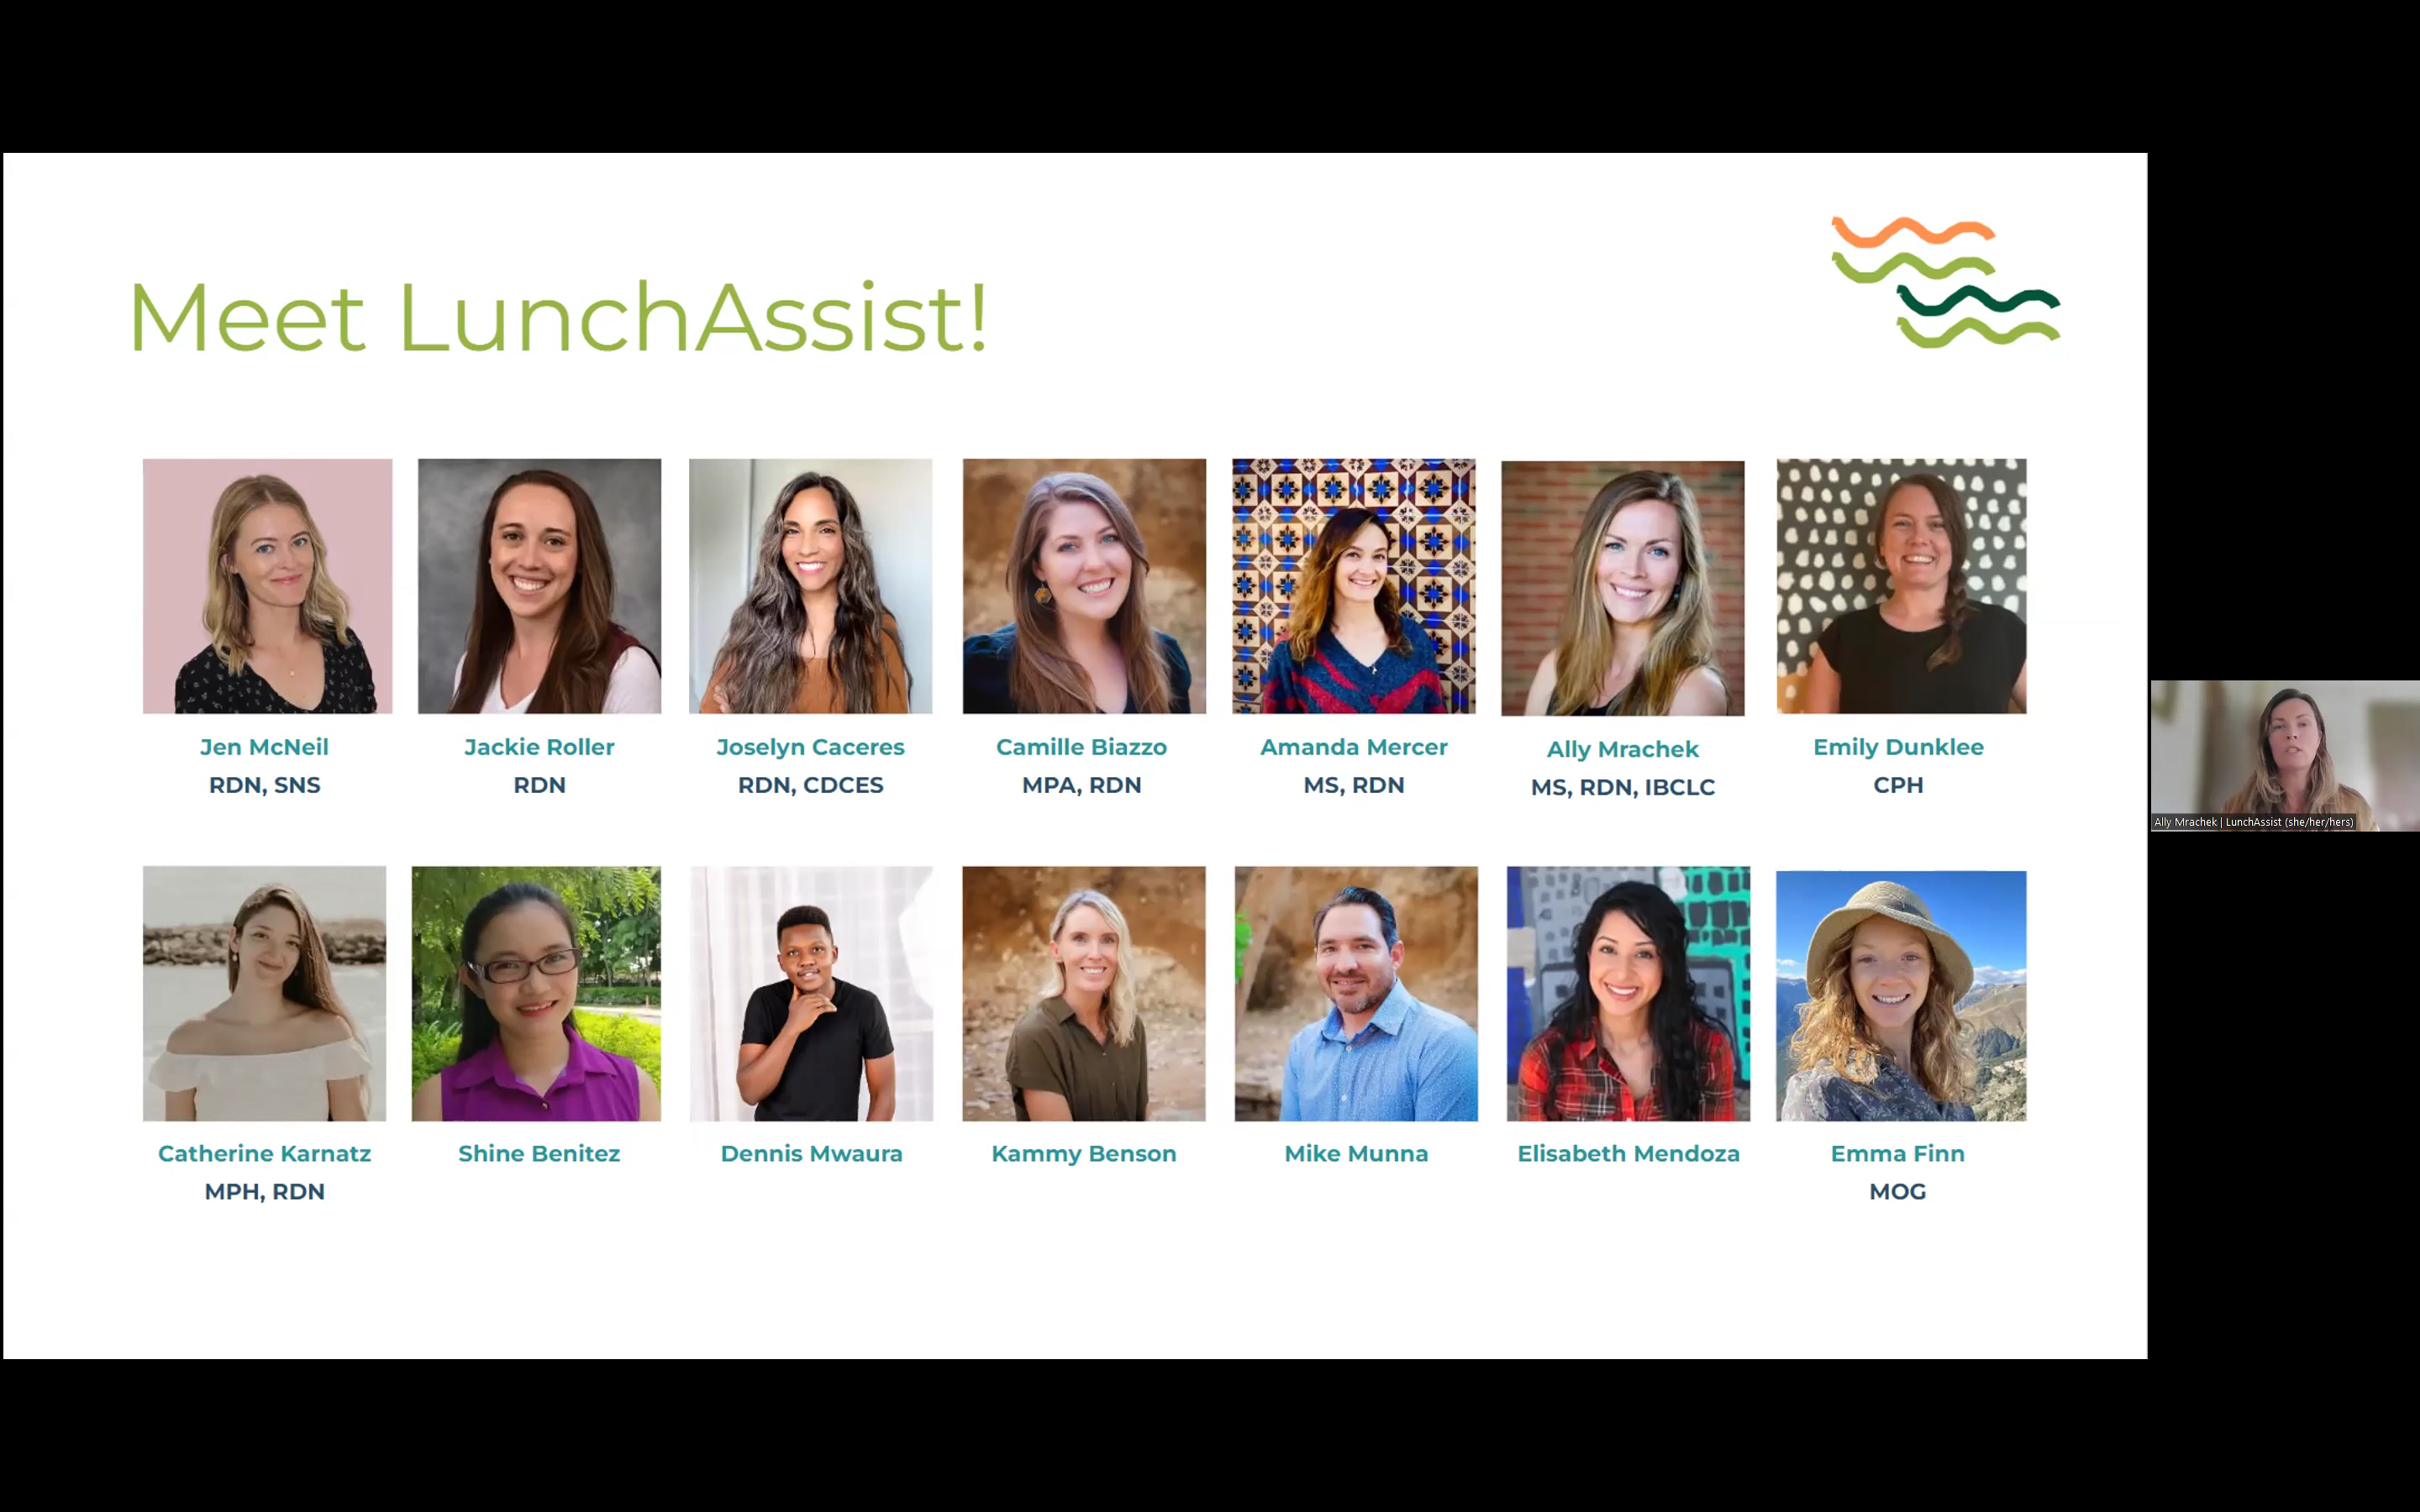 Meet LunchAssist!
Jen McNeil
RDN, SNS
Jackie Roller
RDN
Joselyn Caceres
RDN, CDCES
Camille Biazzo
MPA, RDN
Amanda Mercer
MS, RDN
Ally Mrachek
MS, RDN, IBCLC
Emily Dunklee
CPH
Ally Mrachek | LunchAssist (she/her/hers)
Catherine Karnatz
MPH, RDN
Shine Benitez
Dennis Mwaura
Kammy Benson
Mike Munna
Elisabeth Mendoza
Emma Finn
MOG